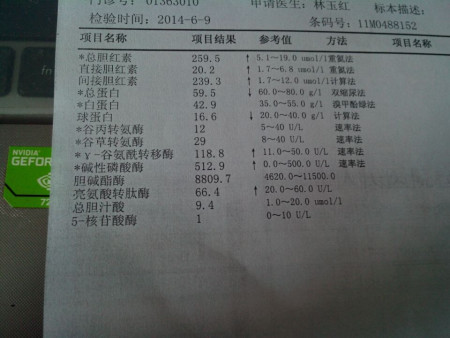 门诊号: 01363010 申请医生: 林玉红 标本描述:
检验时间: 2014-6-9 条码号: 11M0488152
项目名称 项目结果 参考值 方法 项目名称
*总胆红素 259.5 ↑ 5.1~19.0 umol/l 重氮法
直接胆红素 20.2 ↑ 1.7~6.8 umol/l 重氮法
间接胆红素 239.3 ↑ 1.7~12.0 umol/l 计算法
*总蛋白 59.5 ↓ 60.0~80.0 g/l 双缩尿法
*白蛋白 42.9 35.0~55.0 g/l 溴甲酚绿法
球蛋白 16.6 ↓ 20.0~40.0 g/l 计算法
*谷丙转氨酶 12 5~40 U/L 速率法
*谷草转氨酶 29 8~40 U/L 速率法
*γ-谷氨酰转移酶 118.8 ↑ 11.0~50.0 U/L 速率法
*碱性磷酸酶 512.9 ↑ 0.0~500.0 U/L 速率法
胆碱酯酶 8809.7 4620.0~11500.0
亮氨酸转肽酶 66.4 ↑ 20.0~60.0 U/L
总胆汁酸 9.4 1.0~20.0 umol/l
5-核苷酸酶 1 0~10 U/L
NVIDIA
GEFOR